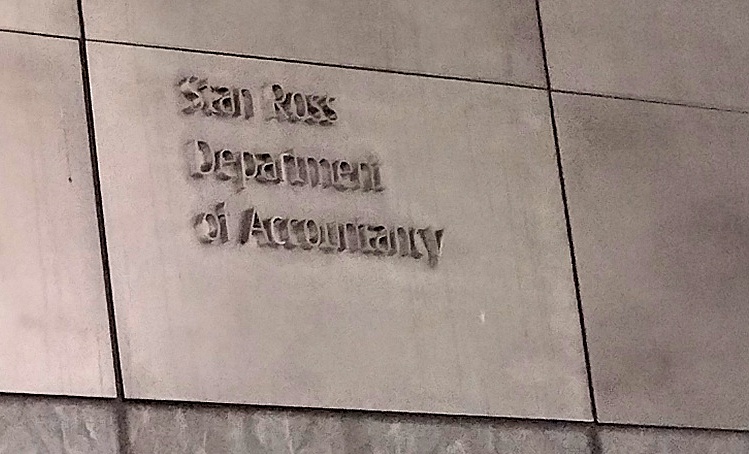 Stan Ross
Department
of Accountancy